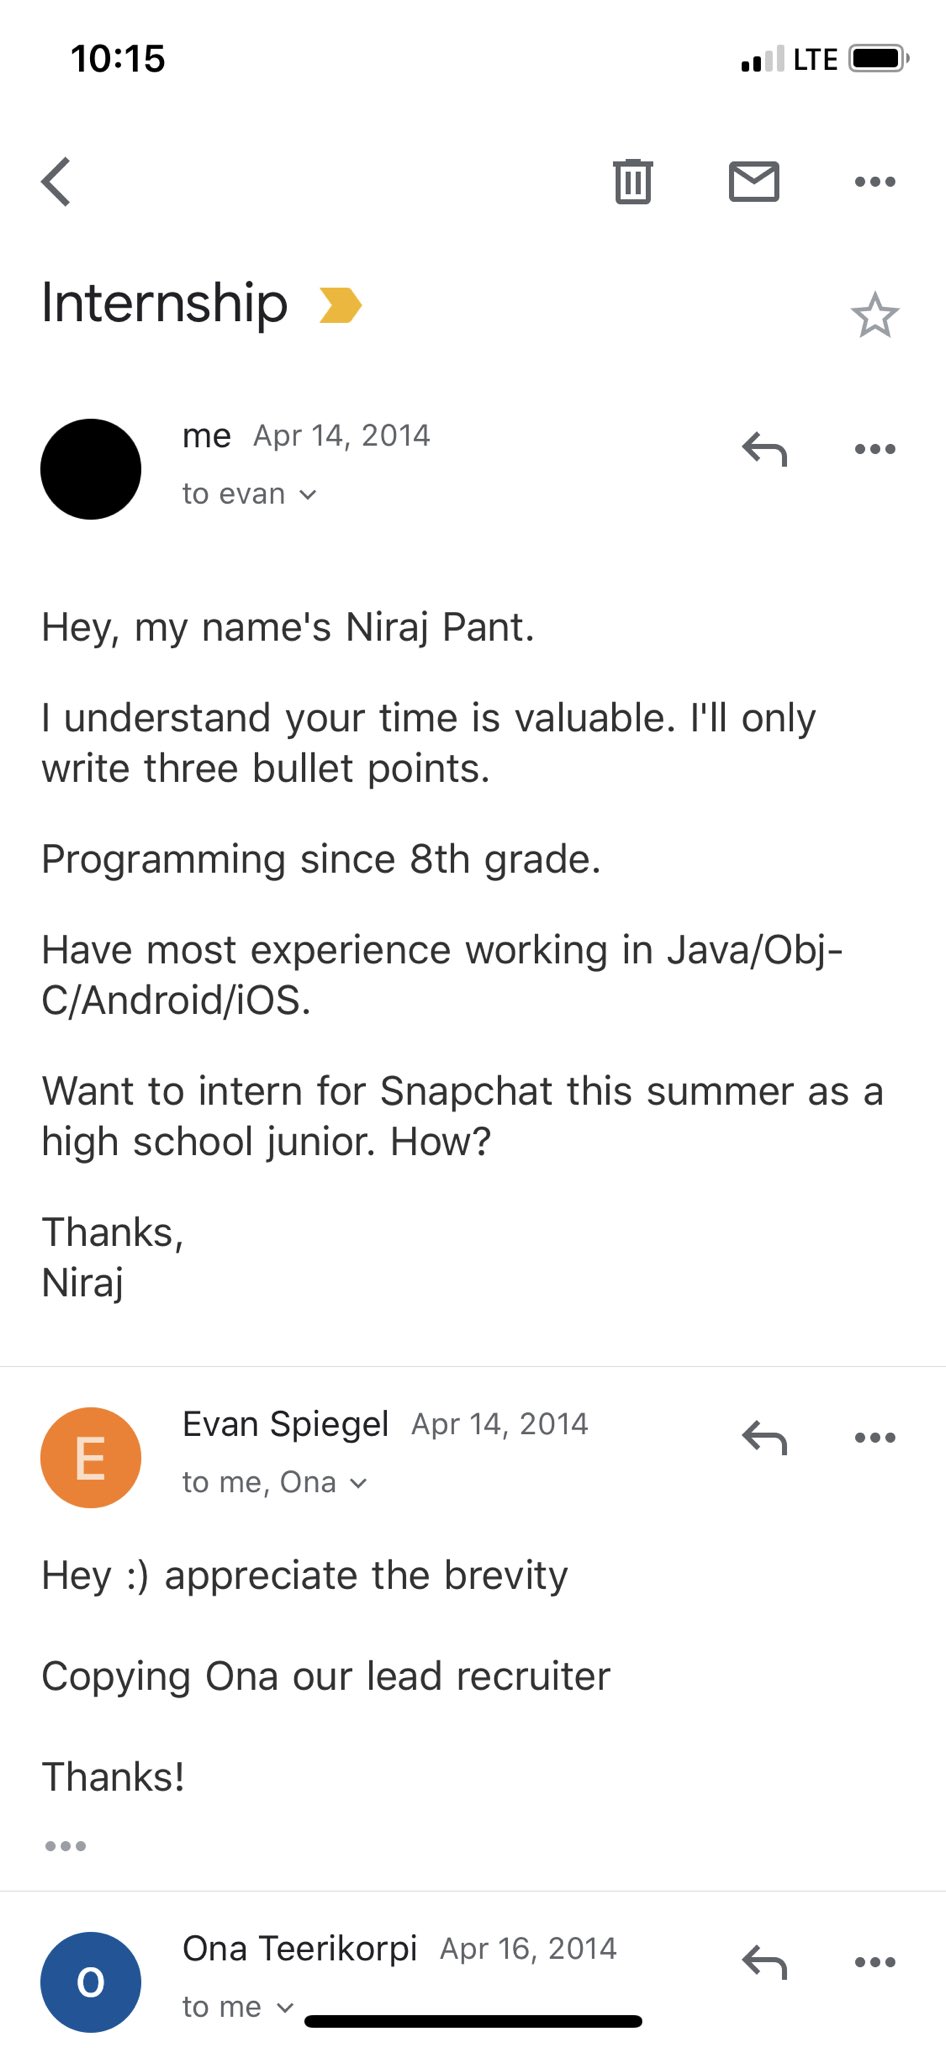 10:15 LTE
Internship
me Apr 14, 2014
to evan
Hey, my name's Niraj Pant.
I understand your time is valuable. I'll only
write three bullet points.
Programming since 8th grade.
Have most experience working in Java/Obj-
C/Android/iOS.
Want to intern for Snapchat this summer as a
high school junior. How?
Thanks,
Niraj
E
Evan Spiegel Apr 14, 2014
to me, Ona
Hey :) appreciate the brevity
Copying Ona our lead recruiter
Thanks!
•••
O
Ona Teerikorpi Apr 16, 2014
to me